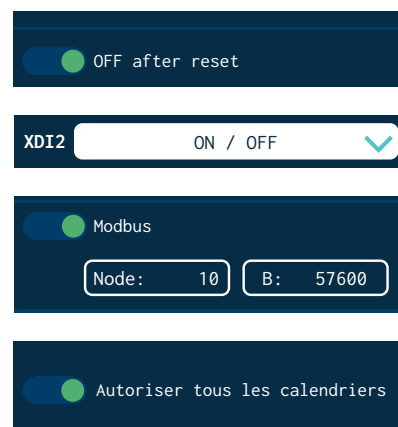 OFF after reset
XDI2 ON / OFF
Modbus
Node: 10 B: 57600
Autoriser tous les calendriers